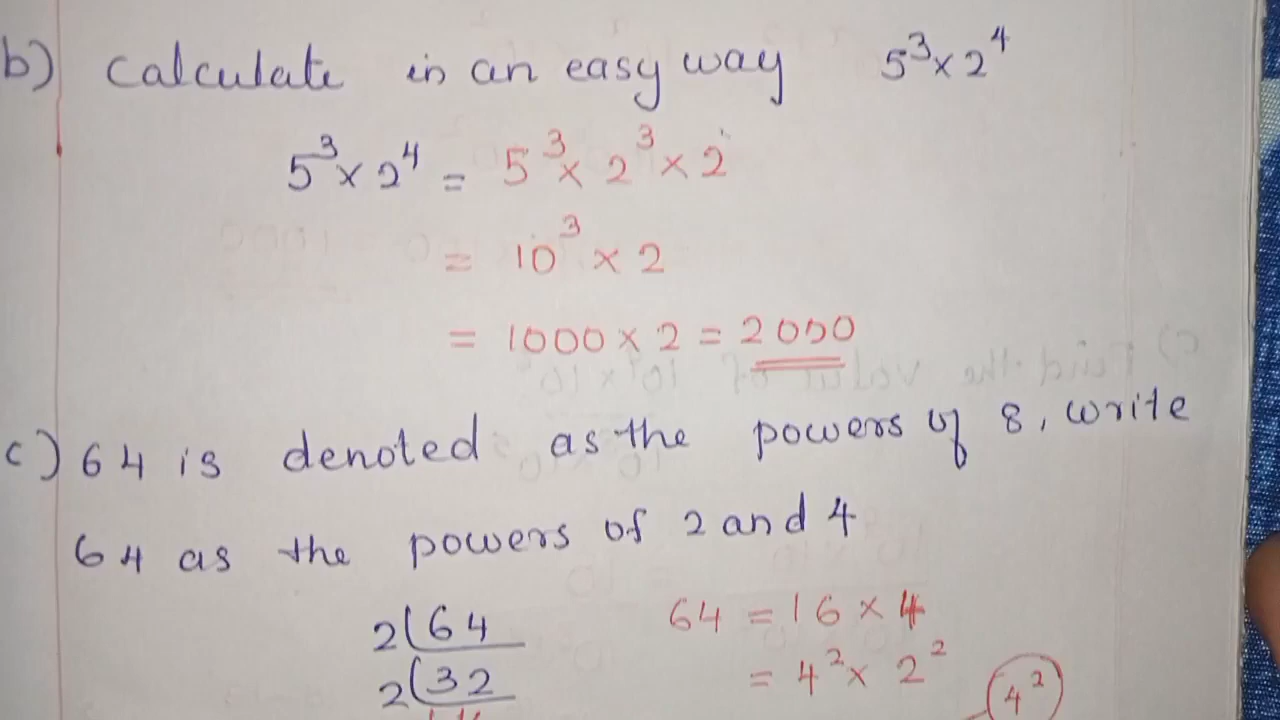 b) Calculate in an easy way 5³×2⁴
5³×2⁴ = 5³×2³×2
= 10³×2
= 1000×2 = 2000
c) 64 is denoted as the powers of 8, write
64 as the powers of 2 and 4
2(64 64 = 16×4
2(32 = 4²×2²
4²